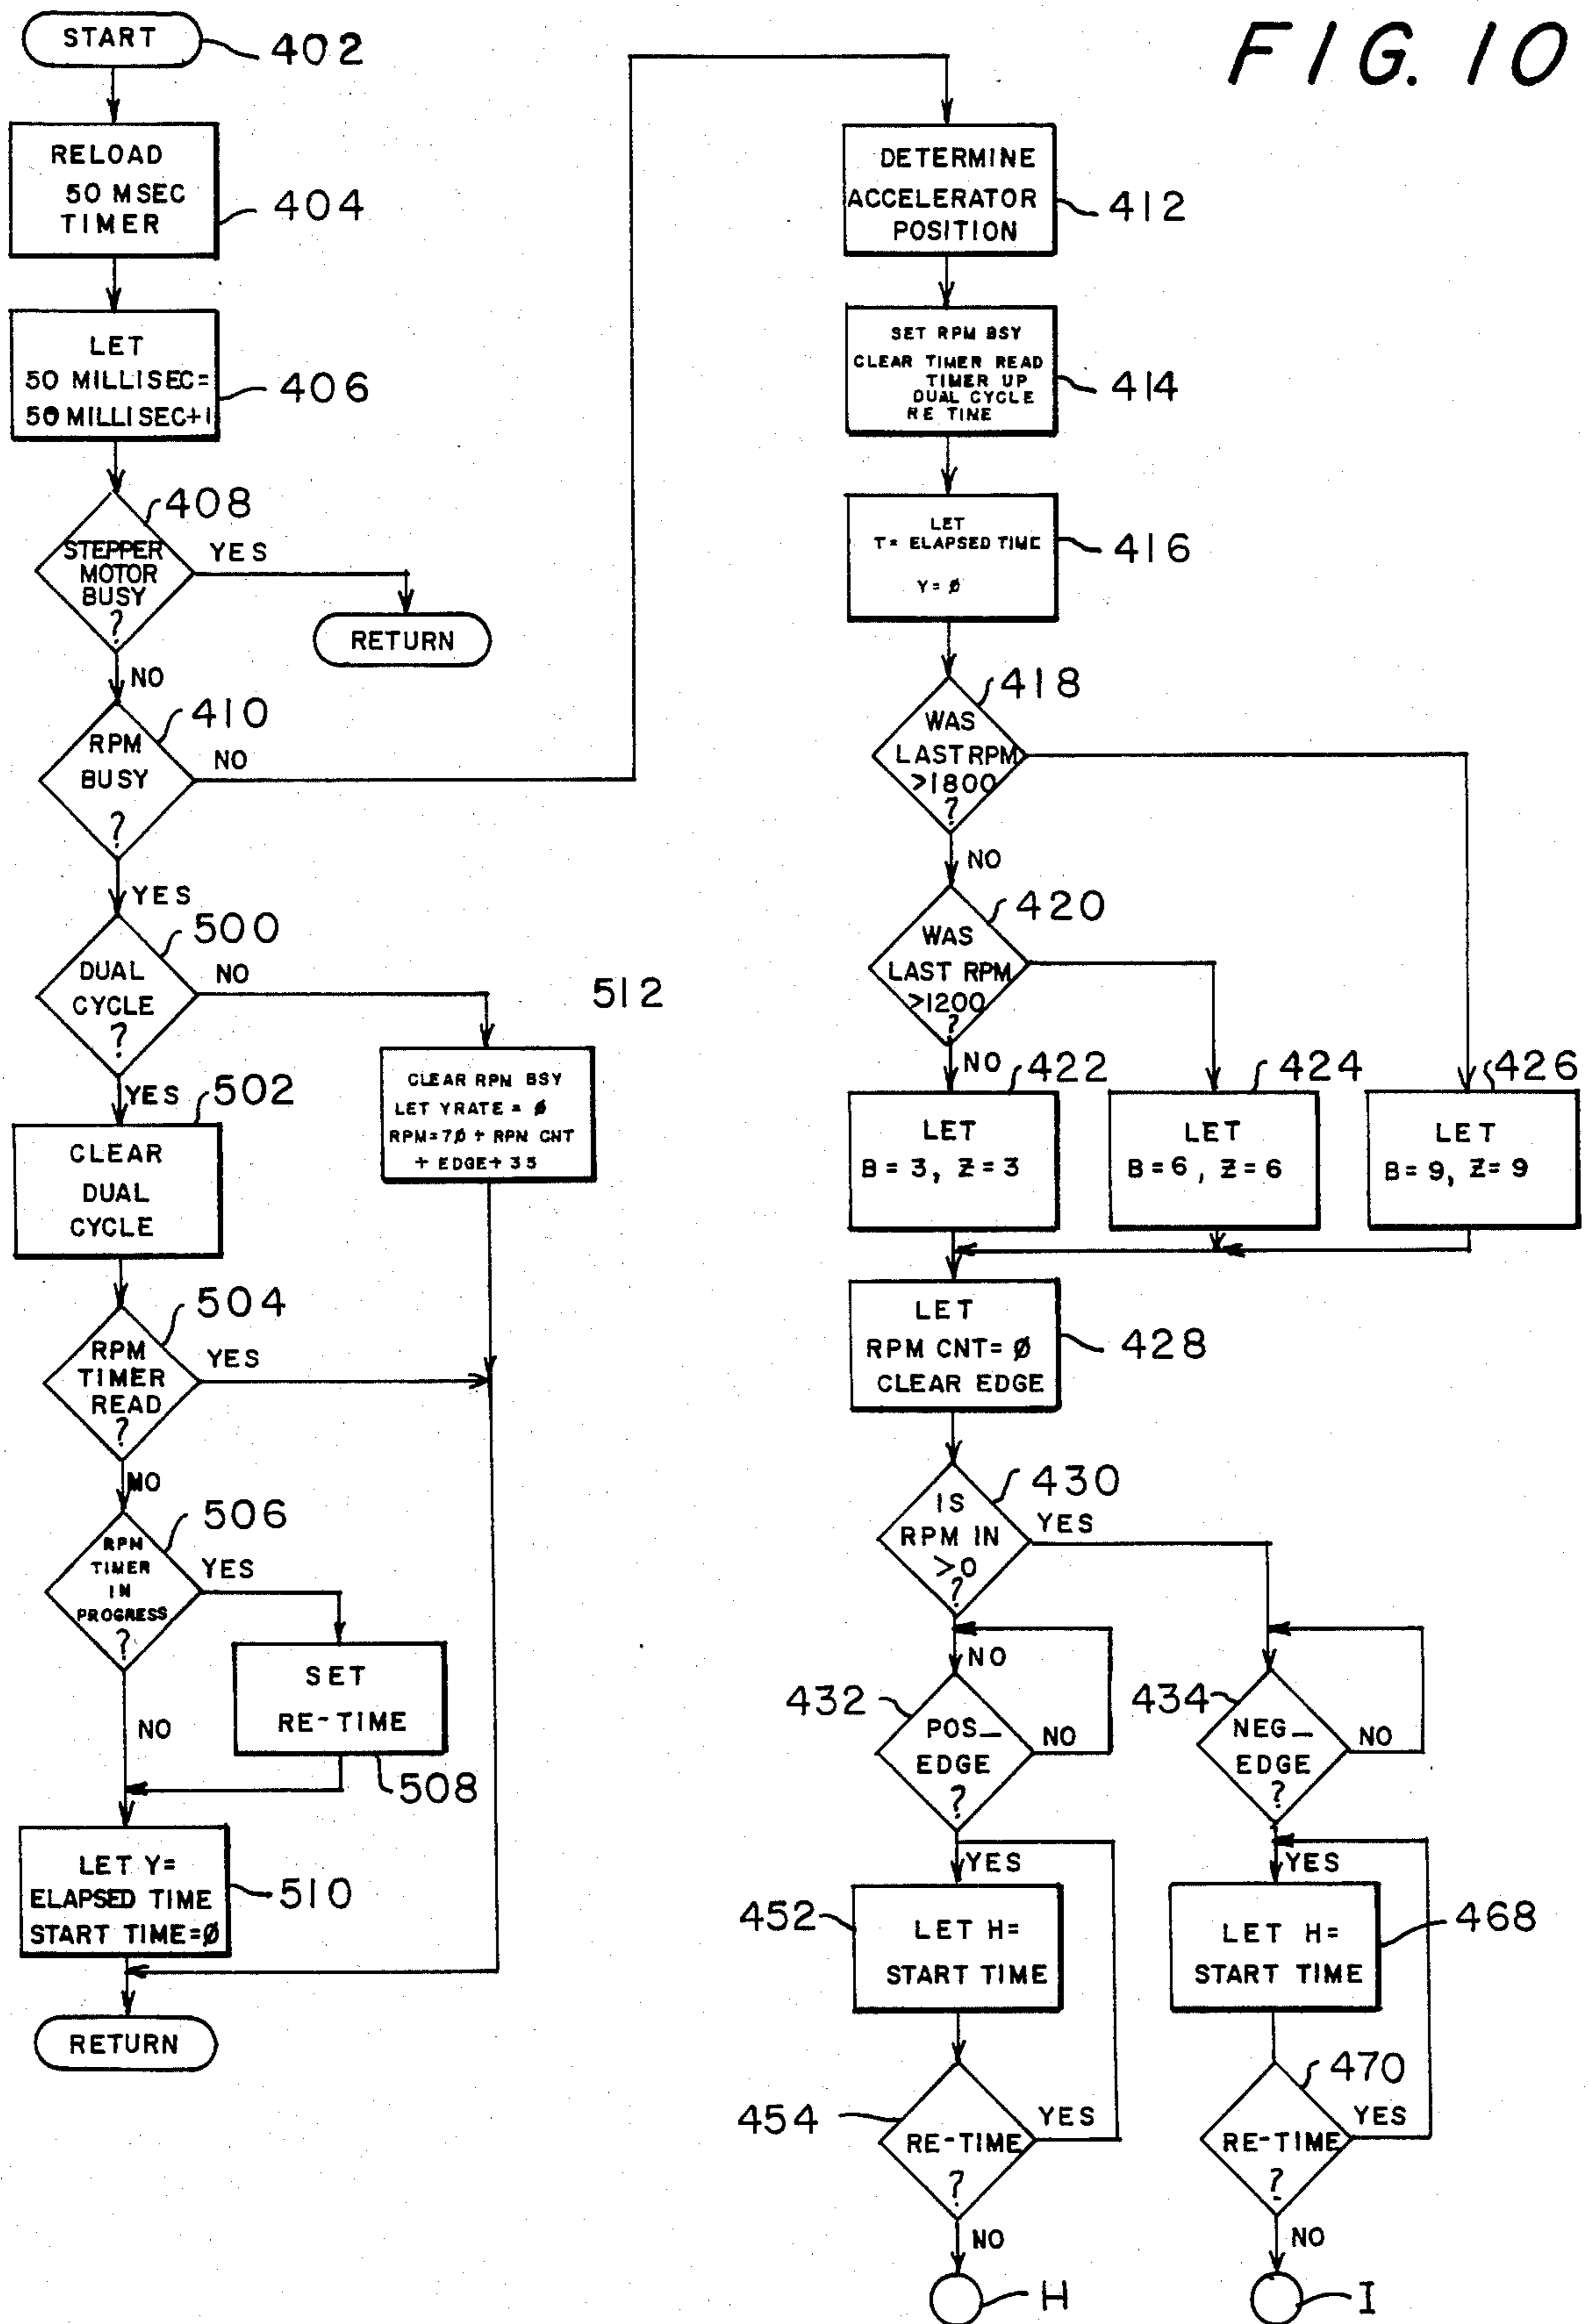 FIG. 10
START
402
RELOAD
50 MSEC
TIMER
404
LET
50 MILLISEC=
50 MILLISEC+1
406
408
STEPPER
MOTOR
BUSY
?
YES
RETURN
NO
410
RPM
BUSY
?
NO
YES
500
DUAL
CYCLE
?
NO
512
CLEAR RPN BSY
LET YRATE = Ø
RPM=7Ø + RPN CNT
+ EDGE+ 35
YES
502
CLEAR
DUAL
CYCLE
504
RPM
TIMER
READ
?
YES
MO
506
RPN
TIMER
IN
PROGRESS
?
YES
SET
RE-TIME
508
NO
LET Y=
ELAPSED TIME
START TIME=Ø
510
RETURN
DETERMINE
ACCELERATOR
POSITION
412
SET RPM BSY
CLEAR TIMER READ
TIMER UP
DUAL CYCLE
RE TINE
414
LET
T= ELAPSED TIME
Y= Ø
416
418
WAS
LAST RPM
>1800
?
NO
420
WAS
LAST RPM
>1200
?
NO
422
LET
B = 3, Z = 3
424
LET
B = 6, Z = 6
426
LET
B = 9, Z = 9
LET
RPM CNT= Ø
CLEAR EDGE
428
430
IS
RPM IN
>0
?
YES
NO
432
POS_
EDGE
?
NO
434
NEG_
EDGE
?
NO
YES
452
LET H=
START TIME
YES
LET H=
START TIME
468
454
RE-TIME
?
YES
470
RE-TIME
?
YES
NO
H
NO
I